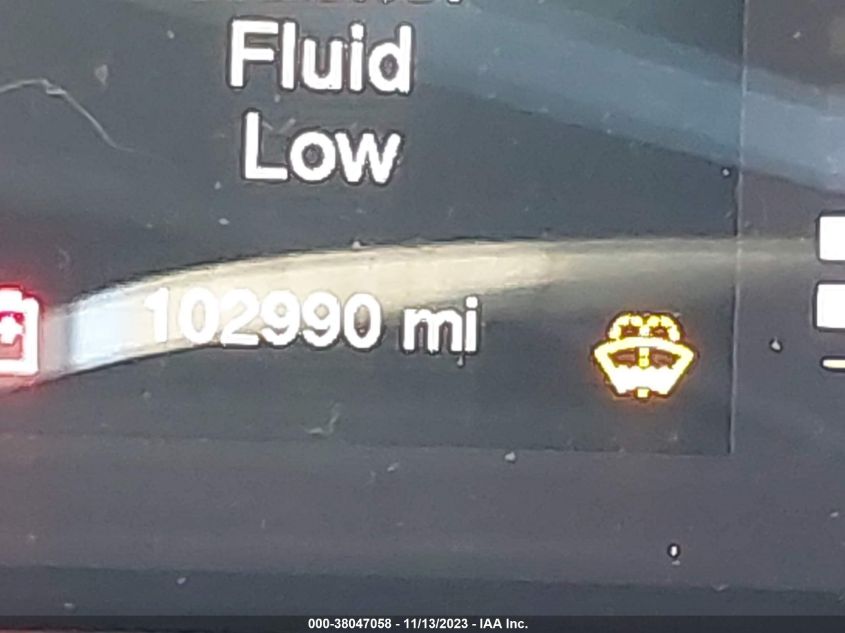 Fluid
Low
102990 mi
000-38047058 - 11/13/2023 - IAA Inc.